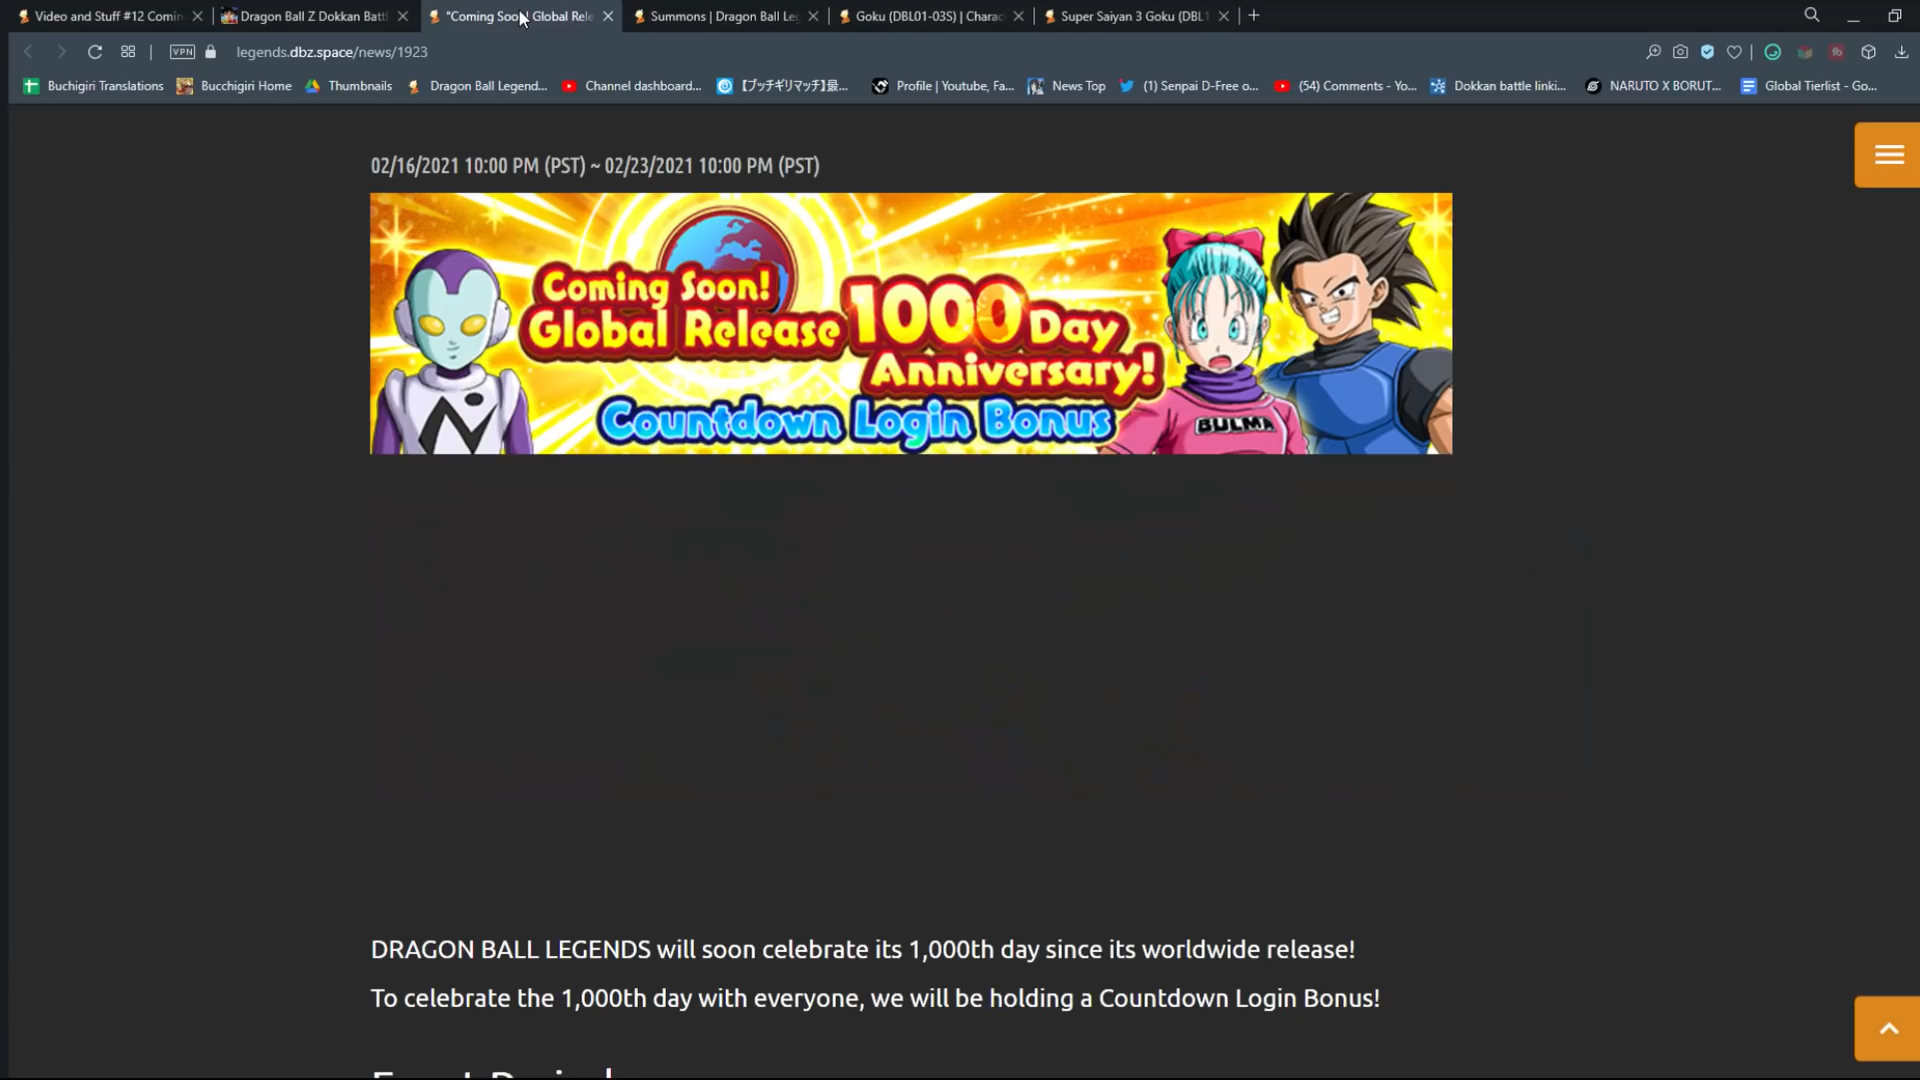 Video and Stuff #12 Comin
Dragon Ball Z Dokkan Batt
"Coming Soon! Global Rele
Summons | Dragon Ball Leg
Goku (DBL01-03S) | Charac
Super Saiyan 3 Goku (DBL1
VPN
legends.dbz.space/news/1923
Buchigiri Translations
Bucchigiri Home
Thumbnails
Dragon Ball Legend...
Channel dashboard...
【ブッチギリマッチ】最...
Profile | Youtube, Fa...
News Top
(1) Senpai D-Free o...
(54) Comments - Yo...
Dokkan battle linki...
NARUTO X BORUT...
Global Tierlist - Go...
02/16/2021 10:00 PM (PST) ~ 02/23/2021 10:00 PM (PST)
Coming Soon!
Global Release 1000 Day
Anniversary!
Countdown Login Bonus
BULMA
DRAGON BALL LEGENDS will soon celebrate its 1,000th day since its worldwide release!
To celebrate the 1,000th day with everyone, we will be holding a Countdown Login Bonus!